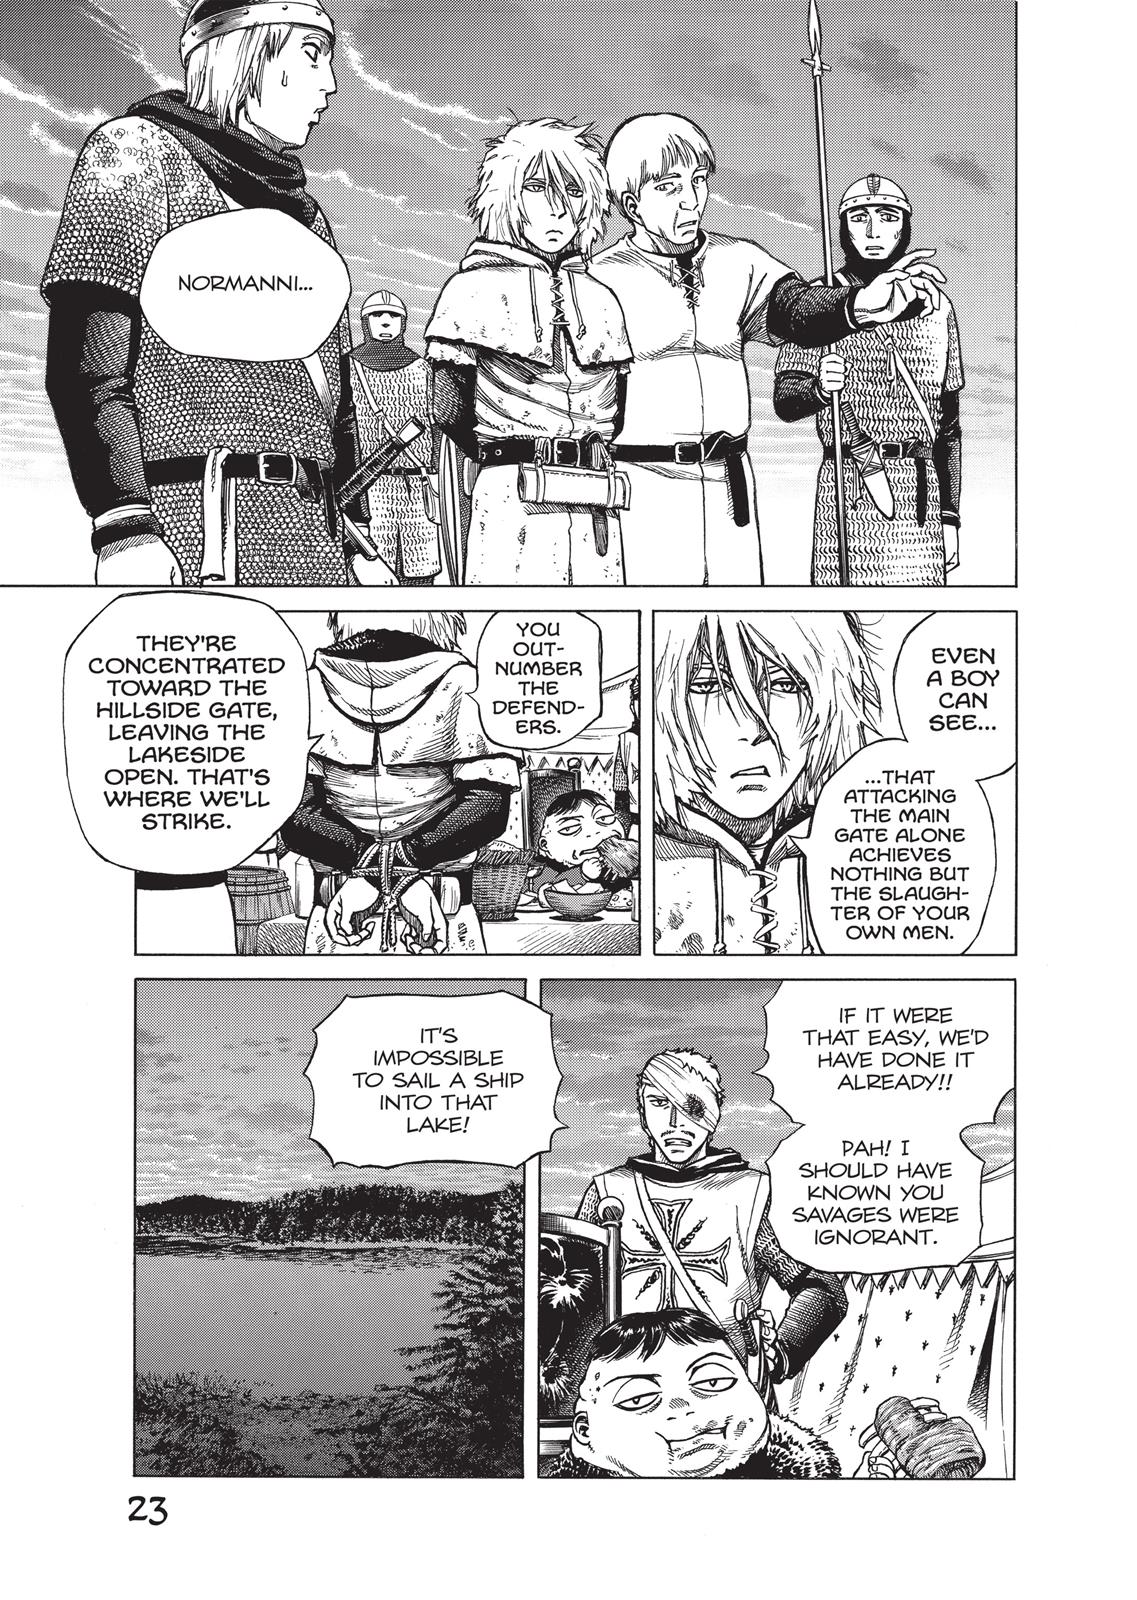 NORMANNI...
EVEN
A BOY
CAN
SEE...
...THAT
ATTACKING
THE MAIN
GATE ALONE
ACHIEVES
NOTHING BUT
THE SLAUGH-
TER OF YOUR
OWN MEN.
YOU
OUT-
NUMBER
THE
DEFEND-
ERS.
THEY'RE
CONCENTRATED
TOWARD THE
HILLSIDE GATE,
LEAVING THE
LAKESIDE
OPEN. THAT'S
WHERE WE'LL
STRIKE.
IF IT WERE
THAT EASY, WE'D
HAVE DONE IT
ALREADY!!
PAH! I
SHOULD HAVE
KNOWN YOU
SAVAGES WERE
IGNORANT.
IT'S
IMPOSSIBLE
TO SAIL A SHIP
INTO THAT
LAKE!
23